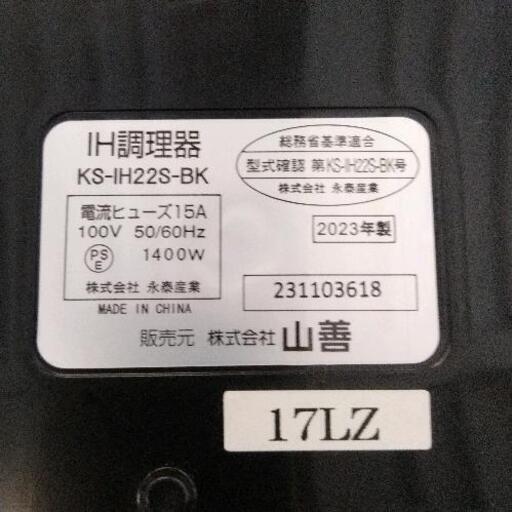 IH調理器
KS-IH22S-BK
電流ヒューズ15A
100V 50/60Hz
PSE 1400W
株式会社 永泰産業
MADE IN CHINA
総務省基準適合
型式確認 第KS-IH22S-BK号
株式会社 永泰産業
2023年製
231103618
販売元 株式会社 山善
17LZ